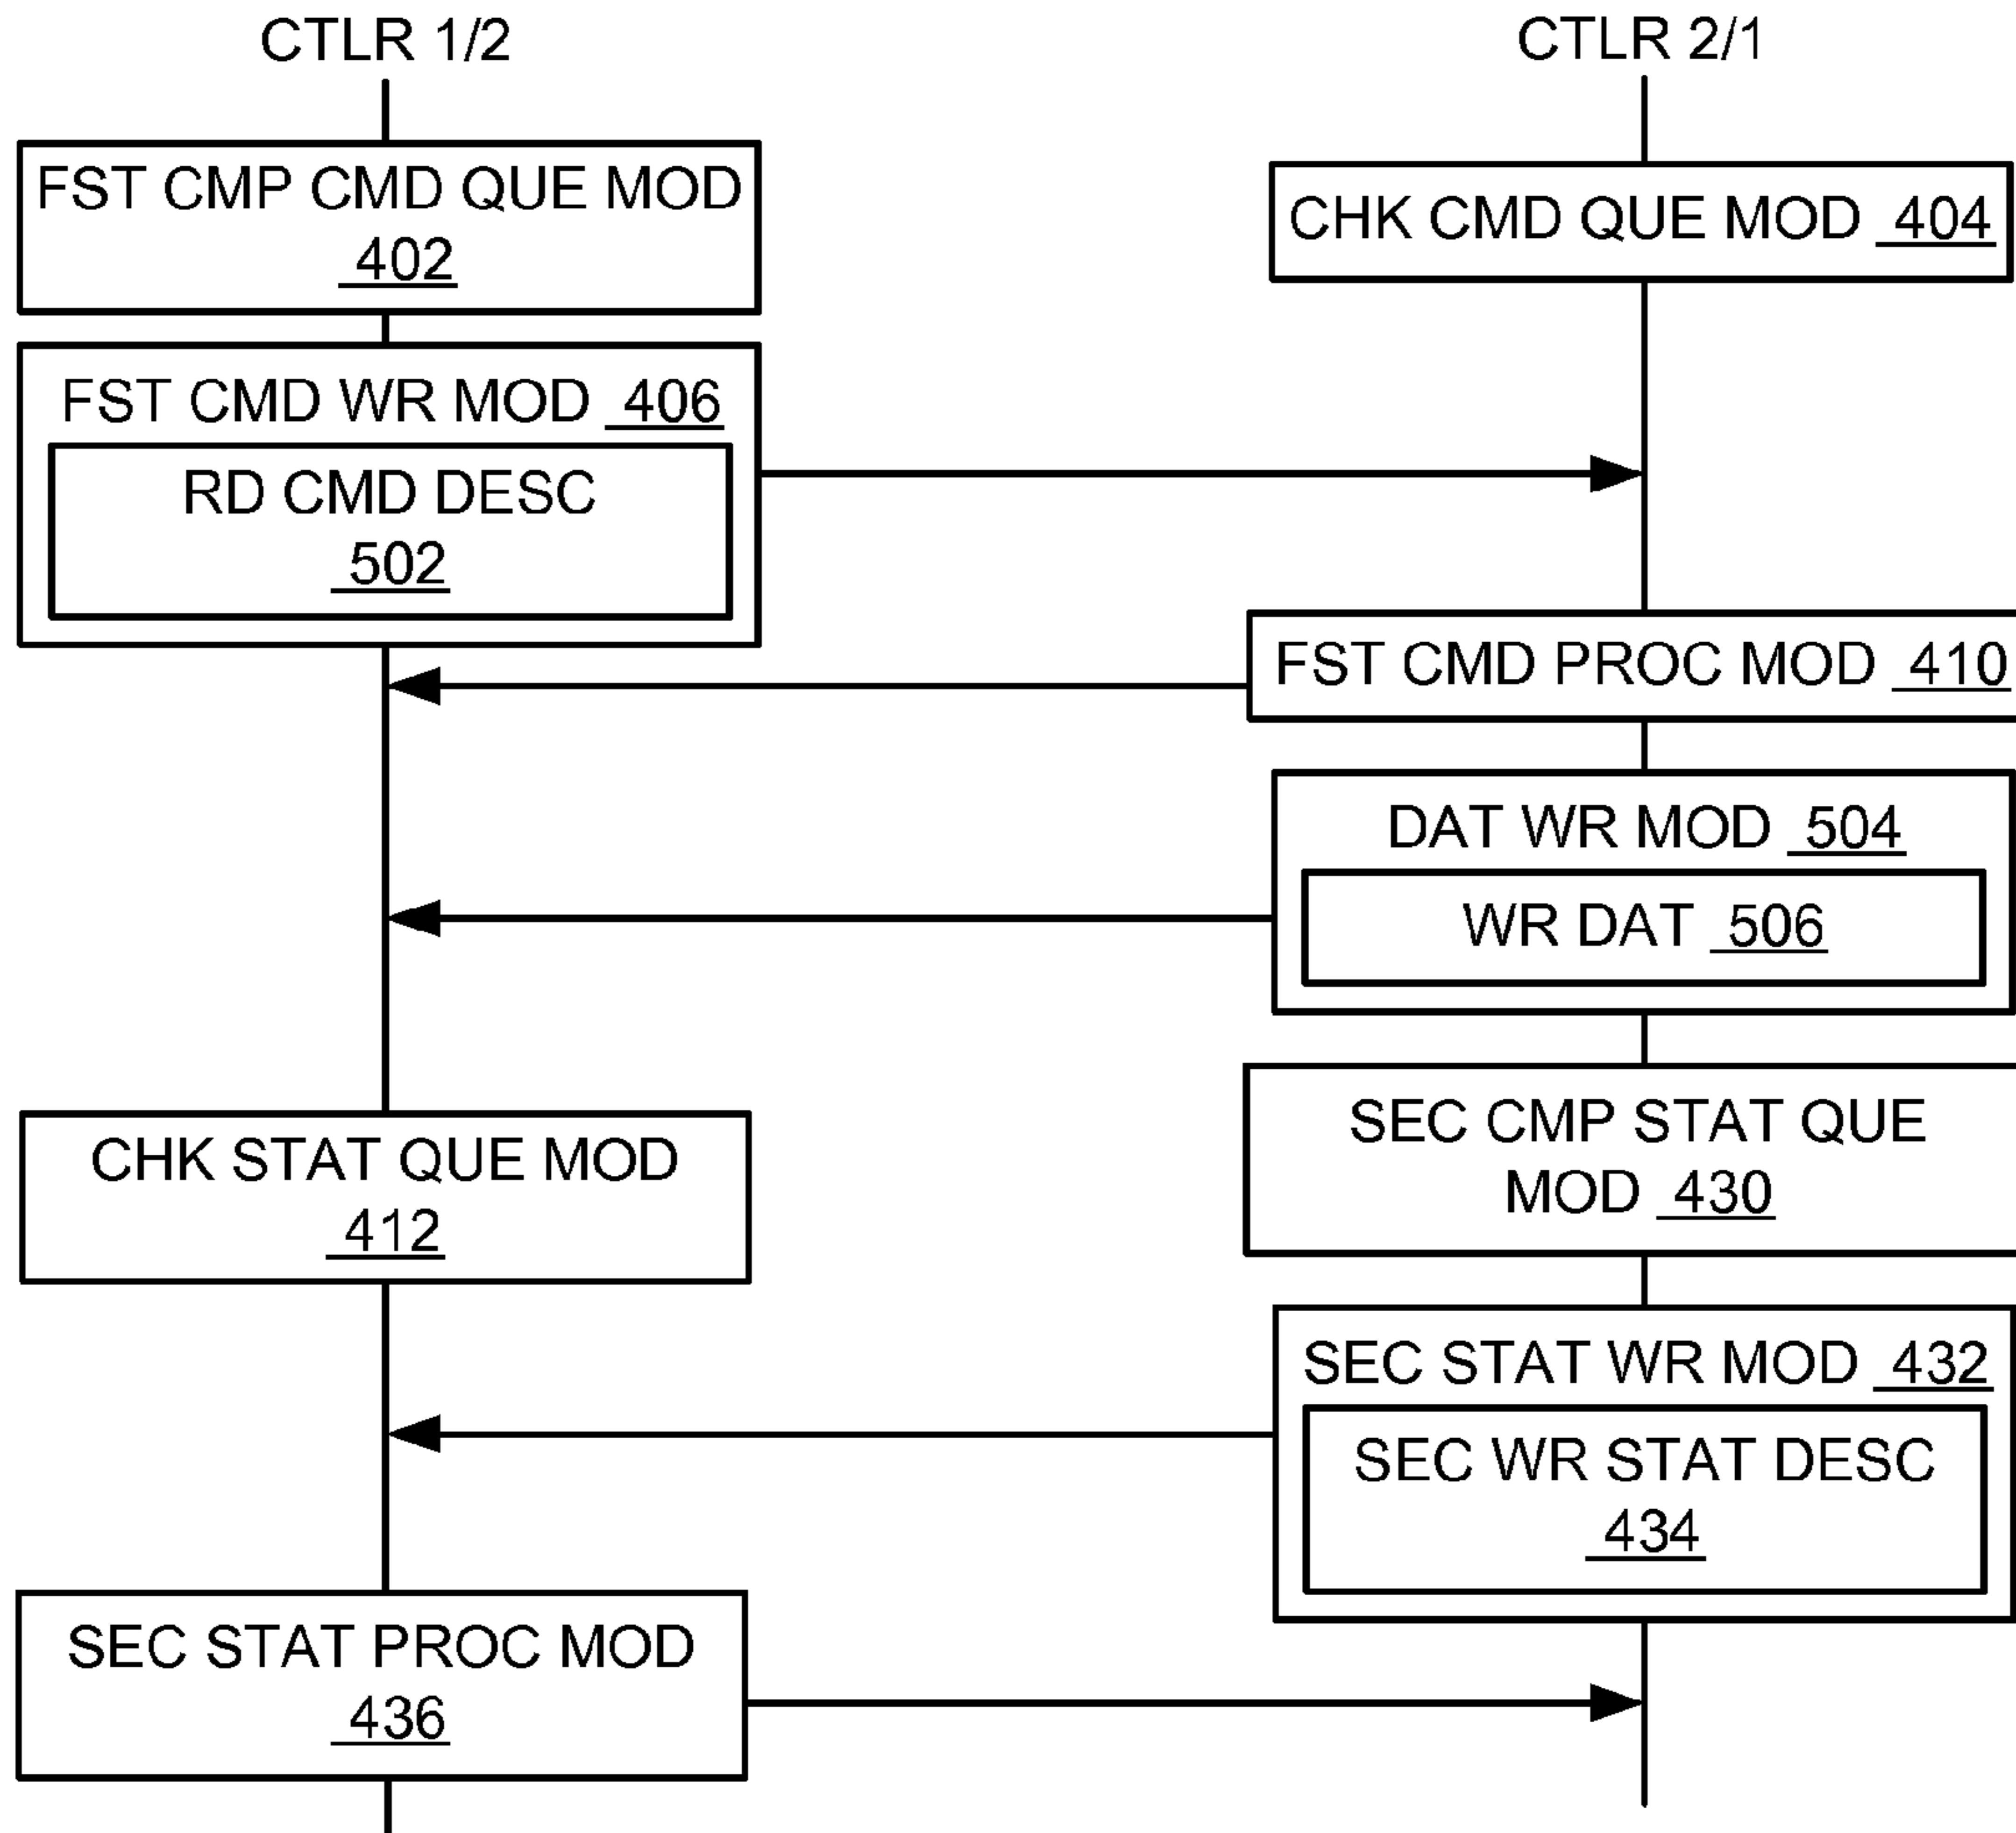 CTLR 1/2
CTLR 2/1
FST CMP CMD QUE MOD
402
CHK CMD QUE MOD 404
FST CMD WR MOD 406
RD CMD DESC
502
FST CMD PROC MOD 410
DAT WR MOD 504
WR DAT 506
SEC CMP STAT QUE
MOD 430
CHK STAT QUE MOD
412
SEC STAT WR MOD 432
SEC WR STAT DESC
434
SEC STAT PROC MOD
436